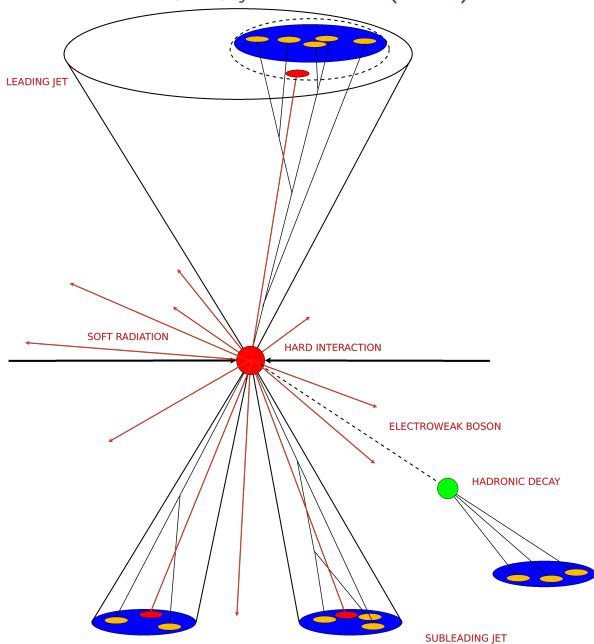 LEADING JET
SOFT RADIATION
HARD INTERACTION
ELECTROWEAK BOSON
HADRONIC DECAY
SUBLEADING JET